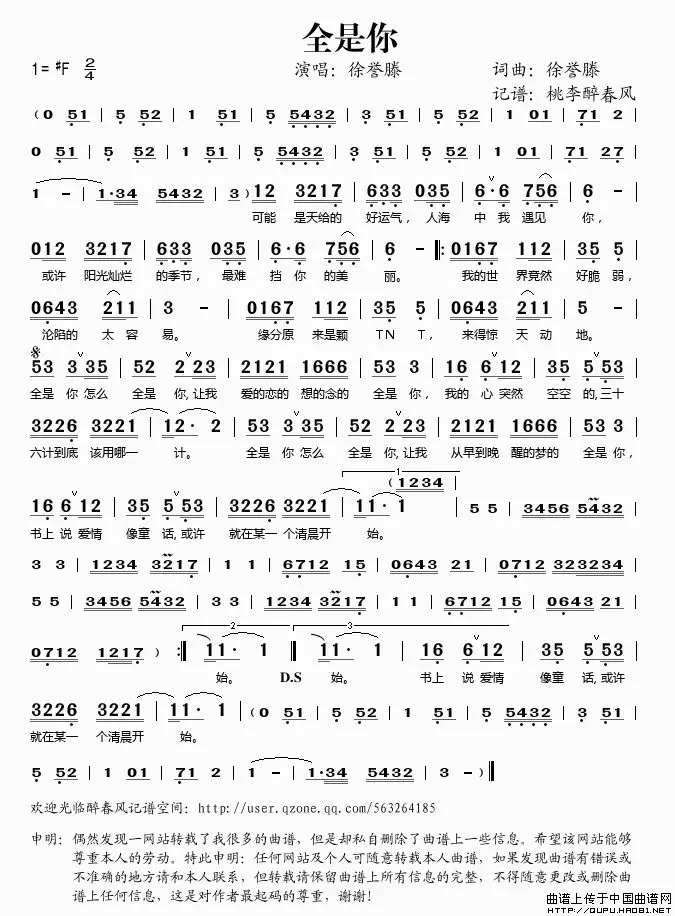 全是你
1= #F 2/4 演唱：徐誉滕 词曲：徐誉滕
记谱：桃李醉春风
(0 51 | 5 52 | 1 51 | 5 5432 | 3 51 | 5 52 | 1 01 | 71 2 |
0 51 | 5 52 | 1 51 | 5 5432 | 3 51 | 5 52 | 1 01 | 71 27 |
1 - | 1·34 5432 | 3) 12 3217 | 633 035 | 6·6 756 | 6 - |
可能 是天给的 好运气， 人海 中 我 遇见 你，
012 3217 | 633 035 | 6·6 756 | 6 - ‖: 0167 112 | 35 5 |
或许 阳光灿烂 的季节， 最难 挡 你 的美 丽。 我的世 界竟然 好脆 弱，
0643 211 | 3 - | 0167 112 | 35 5 | 0643 211 | 5 - |
沦陷的 太 容 易。 缘分原 来是颗 TN T， 来得惊 天 动 地。
53 3 35 | 52 2 23 | 2121 1666 | 53 3 | 16 6 12 | 35 5 53 |
全是 你 怎么 全是 你，让我 爱的恋的 想的念的 全是 你， 我的 心 突然 空空 的，三十
3226 3221 | 12· 2 | 53 3 35 | 52 2 23 | 2121 1666 | 53 3 |
六计到底 该用哪一 计。 全是 你 怎么 全是 你，让我 从早到晚 醒的梦的 全是 你，
1
(1234
16 6 12 | 35 5 53 | 3226 3221 | 11· 1 | 5 5 | 3456 5432 |
书上 说 爱情 像童 话，或许 就在某一 个清晨开 始。
3 3 | 1234 3217 | 1 1 | 6712 15 | 0643 21 | 0712 323234 |
5 5 | 3456 5432 | 3 3 | 1234 3217 | 1 1 | 6712 15 | 0643 21 |
2 3
0712 1217) :‖ 11· 1 ‖ 11· 1 | 16 6 12 | 35 5 53 |
始。 D.S 始。 书上 说 爱情 像童 话，或许
3226 3221 | 11· 1 | (0 51 | 5 52 | 1 51 | 5 5432 | 3 51 |
就在某一 个清晨开 始。
5 52 | 1 01 | 71 2 | 1 - | 1·34 5432 | 3 -) ‖
欢迎光临醉春风记谱空间：http://user.qzone.qq.com/563264185
申明：偶然发现一网站转载了我很多的曲谱，但是却私自删除了曲谱上一些信息。希望该网站能够
尊重本人的劳动。特此申明：任何网站及个人可随意转载本人曲谱，如果发现曲谱有错误或
不准确的地方请和本人联系，但转载请保留曲谱上所有信息的完整，不得随意更改或删除曲
谱上任何信息，这是对作者最起码的尊重，谢谢！
曲谱上传于中国曲谱网
http://QUPU.HAO81.NET